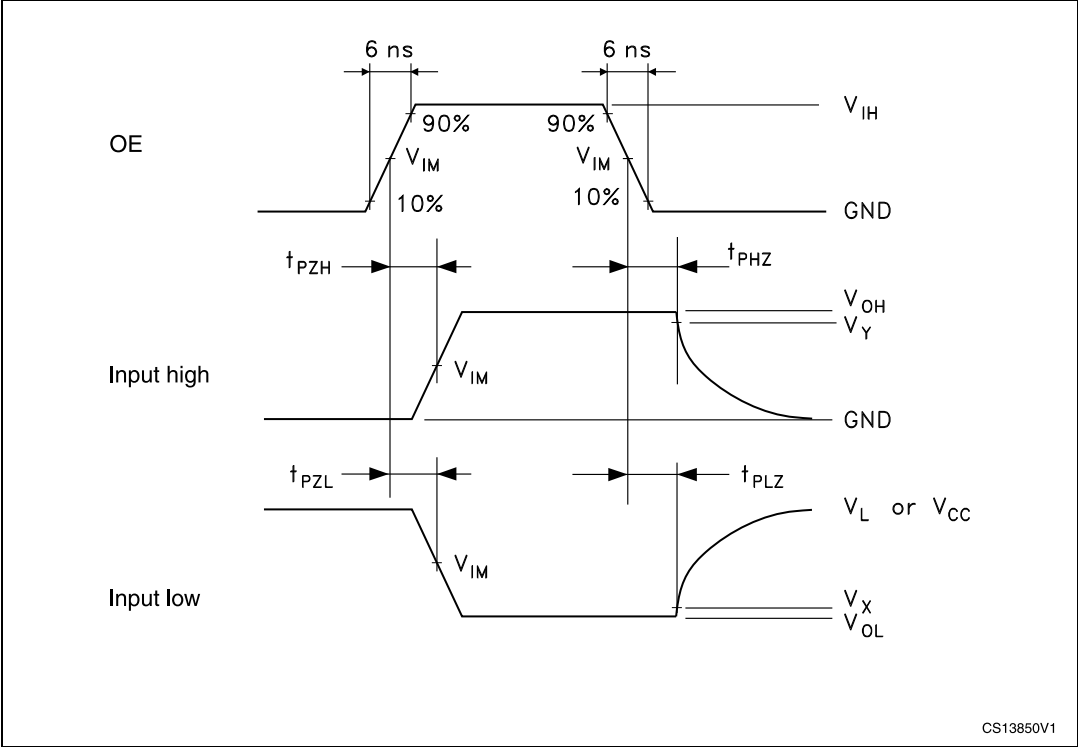 6 ns 6 ns
V_IH
90% 90%
OE
V_IM V_IM
10% 10%
GND
t_PZH t_PHZ
V_OH
V_Y
Input high V_IM
GND
t_PZL t_PLZ
V_L or V_CC
V_IM
Input low
V_X
V_OL
CS13850V1